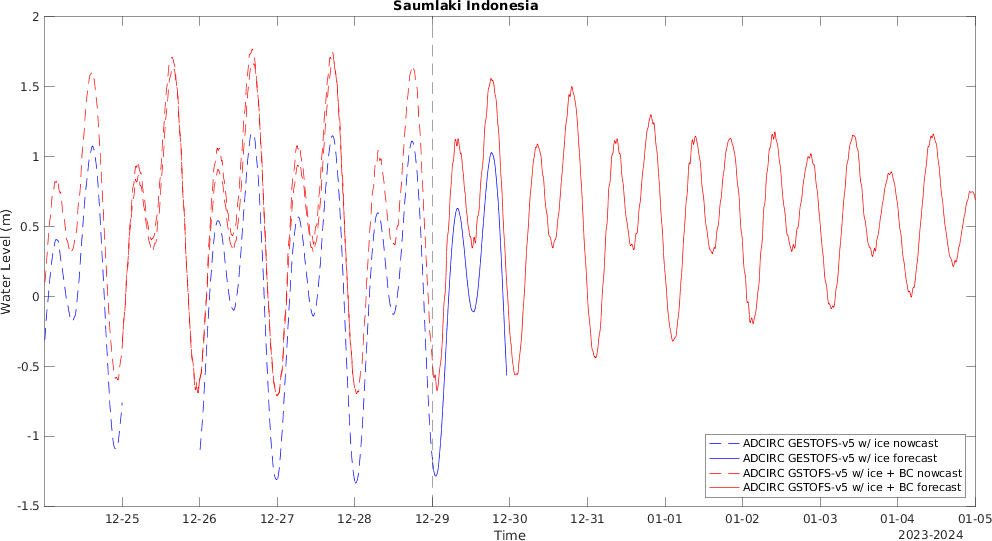 Saumlaki Indonesia
2
1.5
1
0.5
0
-0.5
-1
-1.5
Water Level (m)
12-25 12-26 12-27 12-28 12-29 12-30 12-31 01-01 01-02 01-03 01-04 01-05
Time
2023-2024
ADCIRC GESTOFS-v5 w/ ice nowcast
ADCIRC GESTOFS-v5 w/ ice forecast
ADCIRC GSTOFS-v5 w/ ice + BC nowcast
ADCIRC GSTOFS-v5 w/ ice + BC forecast